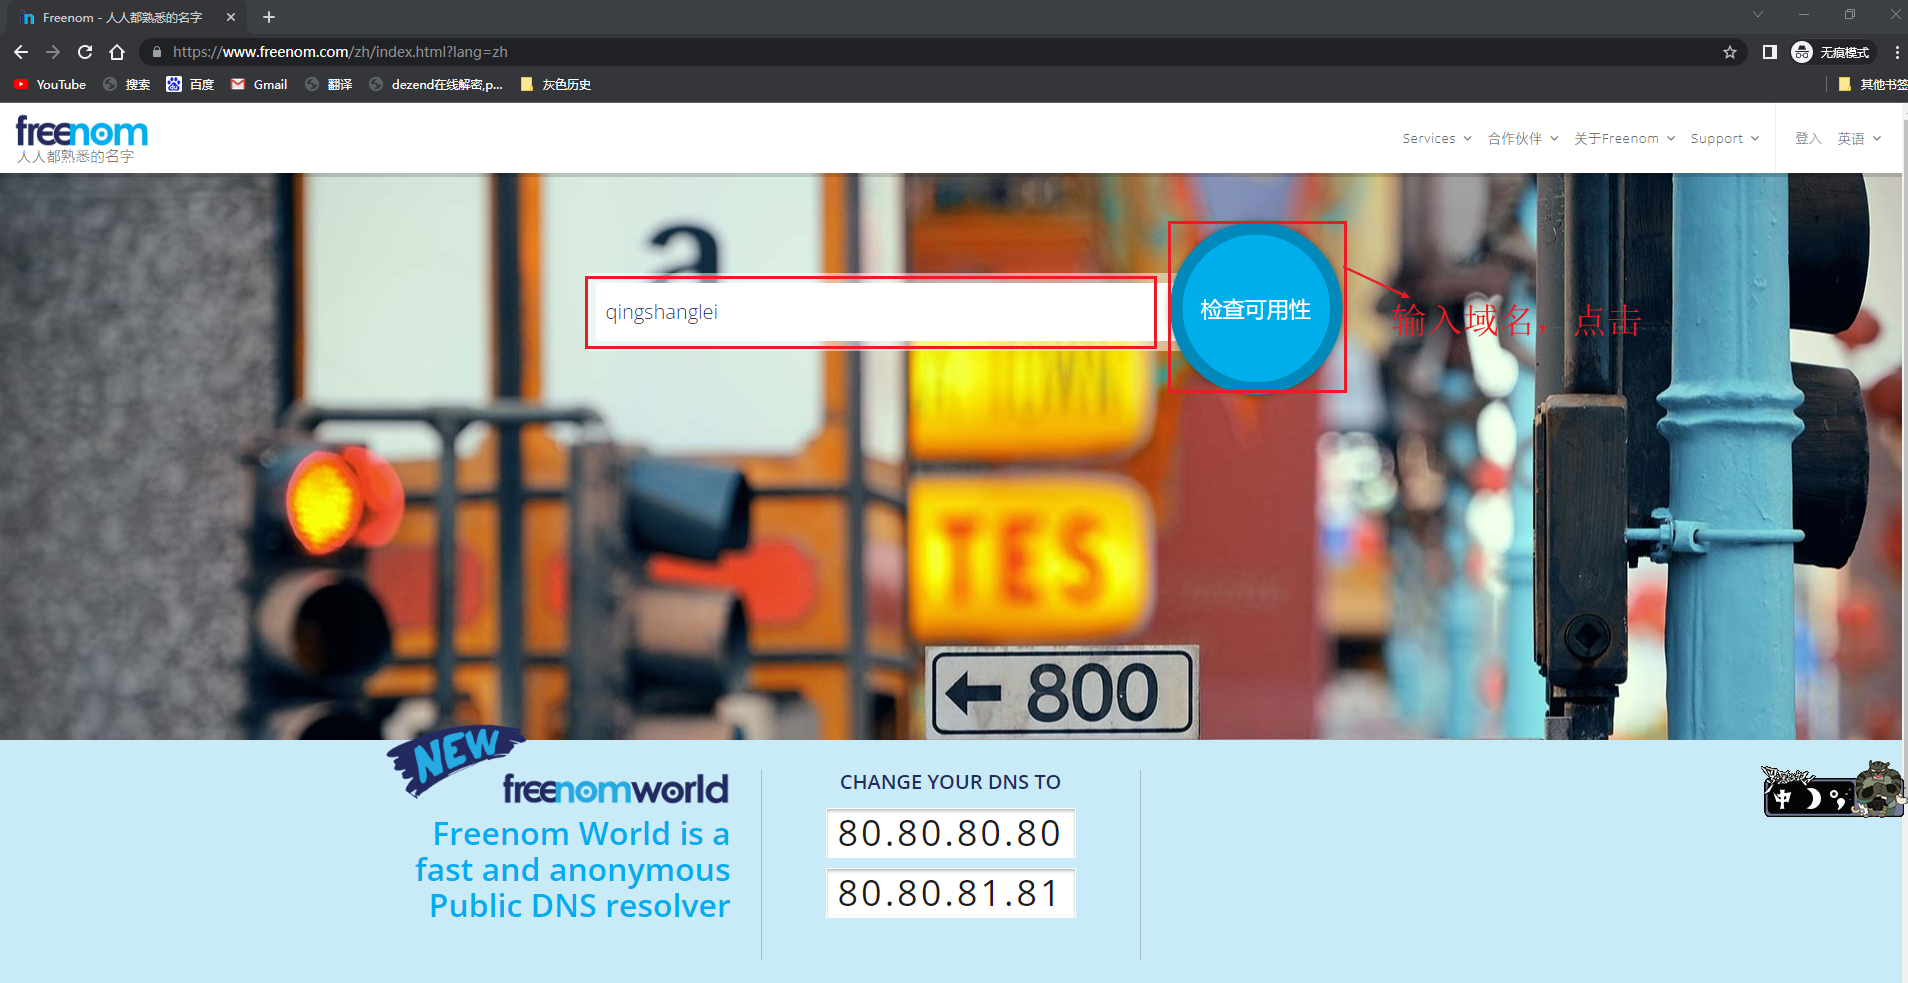 Freenom - 人人都熟悉的名字
https://www.freenom.com/zh/index.html?lang=zh
无痕模式
YouTube 搜索 百度 Gmail 翻译 dezend在线解密,p... 灰色历史 其他书签
freenom
人人都熟悉的名字
Services 合作伙伴 关于Freenom Support 登入 英语
a
qingshanglei
检查可用性
输入域名，点击
TES
800
NEW
freenomworld
Freenom World is a
fast and anonymous
Public DNS resolver
CHANGE YOUR DNS TO
80.80.80.80
80.80.81.81
中